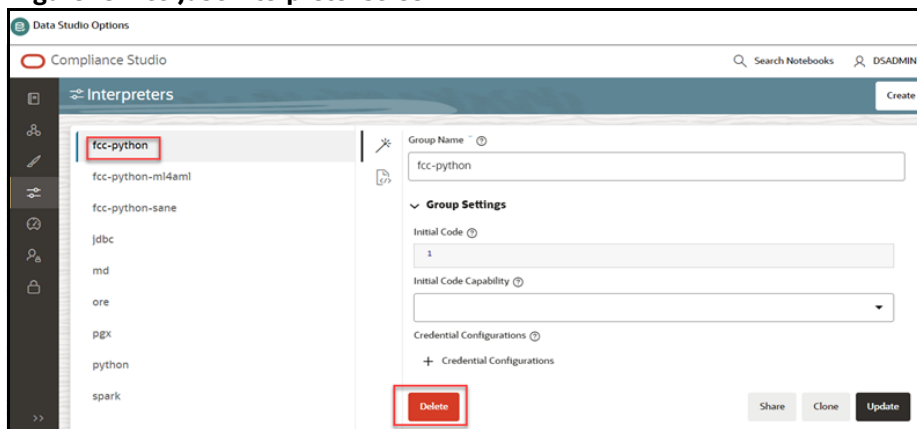 Data Studio Options
Compliance Studio
Search Notebooks
DSADMIN
Interpreters
Create
fcc-python
fcc-python-ml4aml
fcc-python-sane
jdbc
md
ore
pgx
python
spark
>>
Group Name
fcc-python
Group Settings
Initial Code
1
Initial Code Capability
Credential Configurations
+ Credential Configurations
Delete
Share
Clone
Update